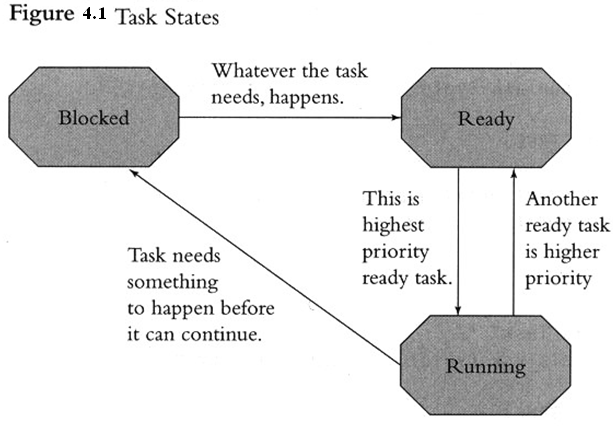 Figure 4.1 Task States
Whatever the task
needs, happens.
Blocked
Ready
This is
highest
priority
ready task.
Another
ready task
is higher
priority
Task needs
something
to happen before
it can continue.
Running